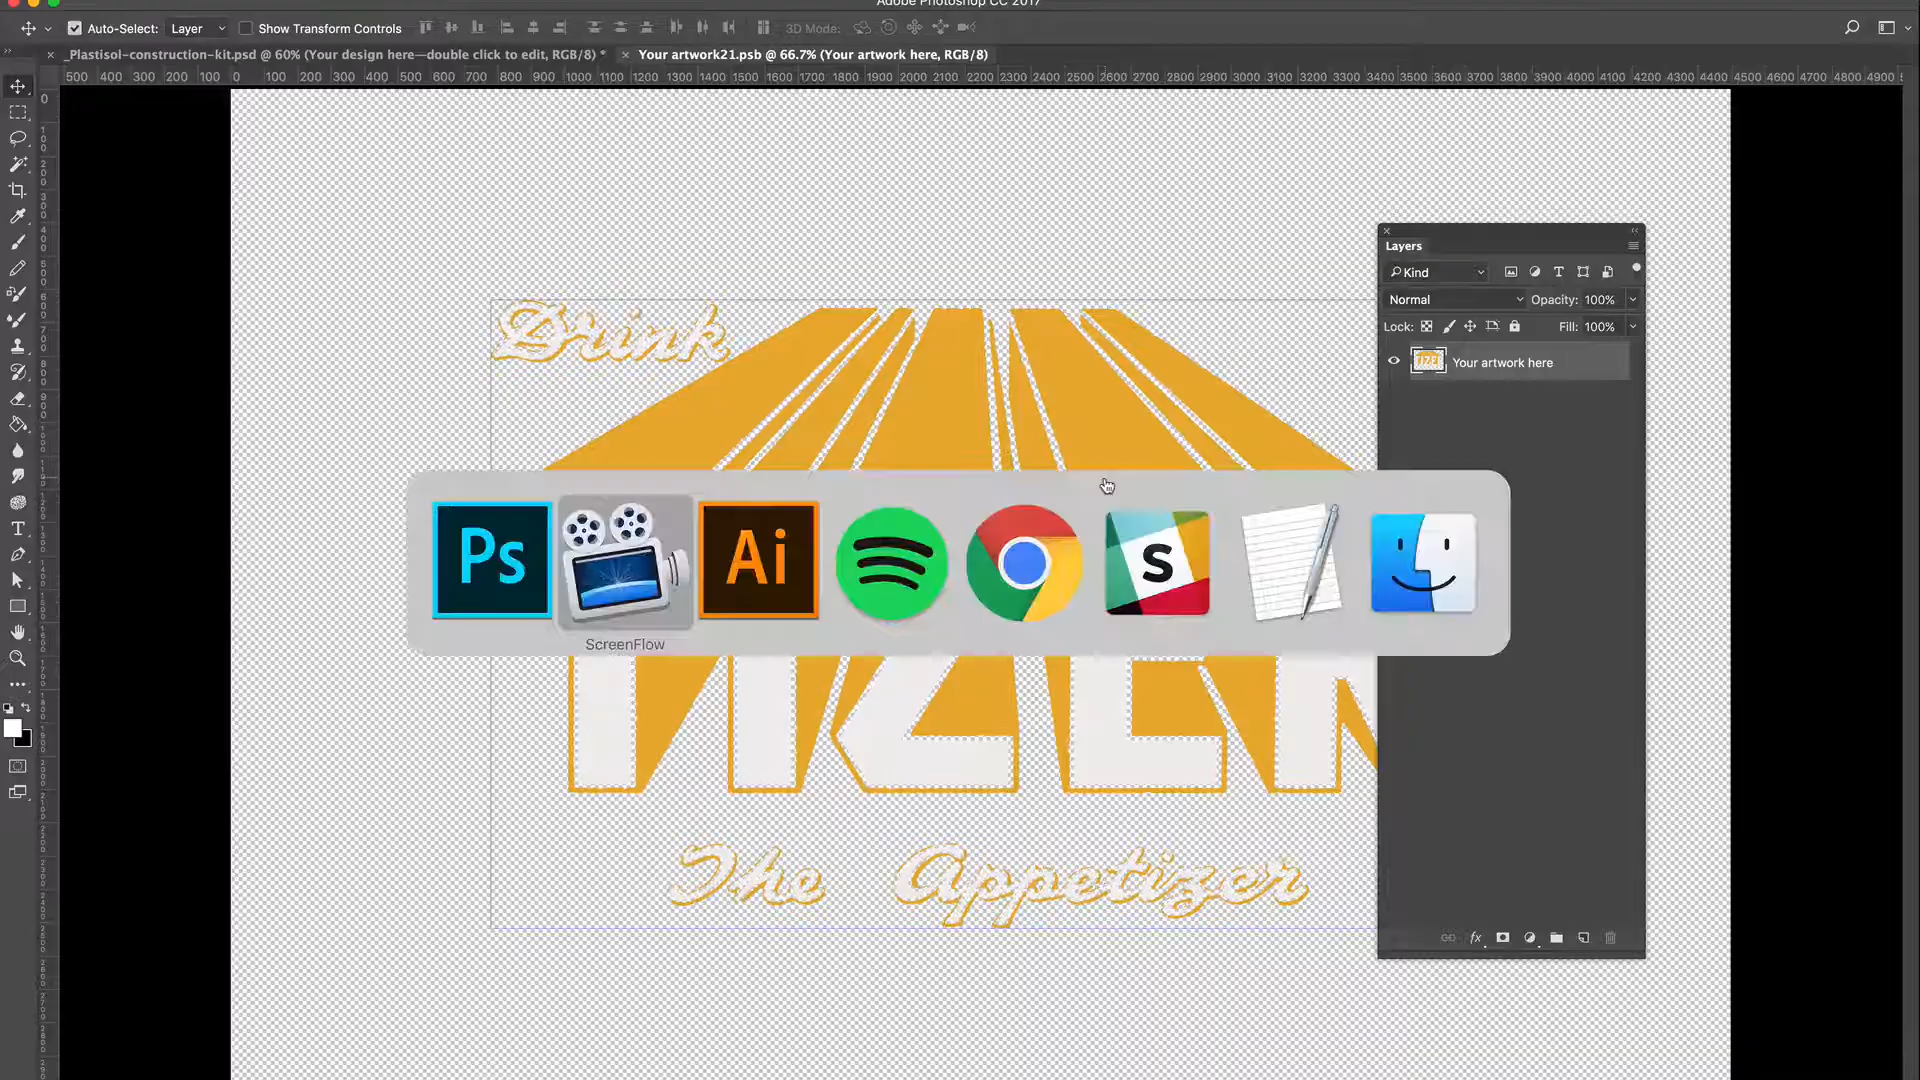 Adobe Photoshop CC 2017
Auto-Select: Layer Show Transform Controls 3D Mode:
_Plastisol-construction-kit.psd @ 60% (Your design here—double click to edit, RGB/8) * Your artwork21.psb @ 66.7% (Your artwork here, RGB/8)
500 400 300 200 100 0 100 200 300 400 500 600 700 800 900 1000 1100 1200 1300 1400 1500 1600 1700 1800 1900 2000 2100 2200 2300 2400 2500 2600 2700 2800 2900 3000 3100 3200 3300 3400 3500 3600 3700 3800 3900 4000 4100 4200 4300 4400 4500 4600 4700 4800 4900
Layers
Kind
Normal Opacity: 100%
Lock: Fill: 100%
Your artwork here
Drink
Ps Ai S
ScreenFlow
TIZER
The Appetizer
fx